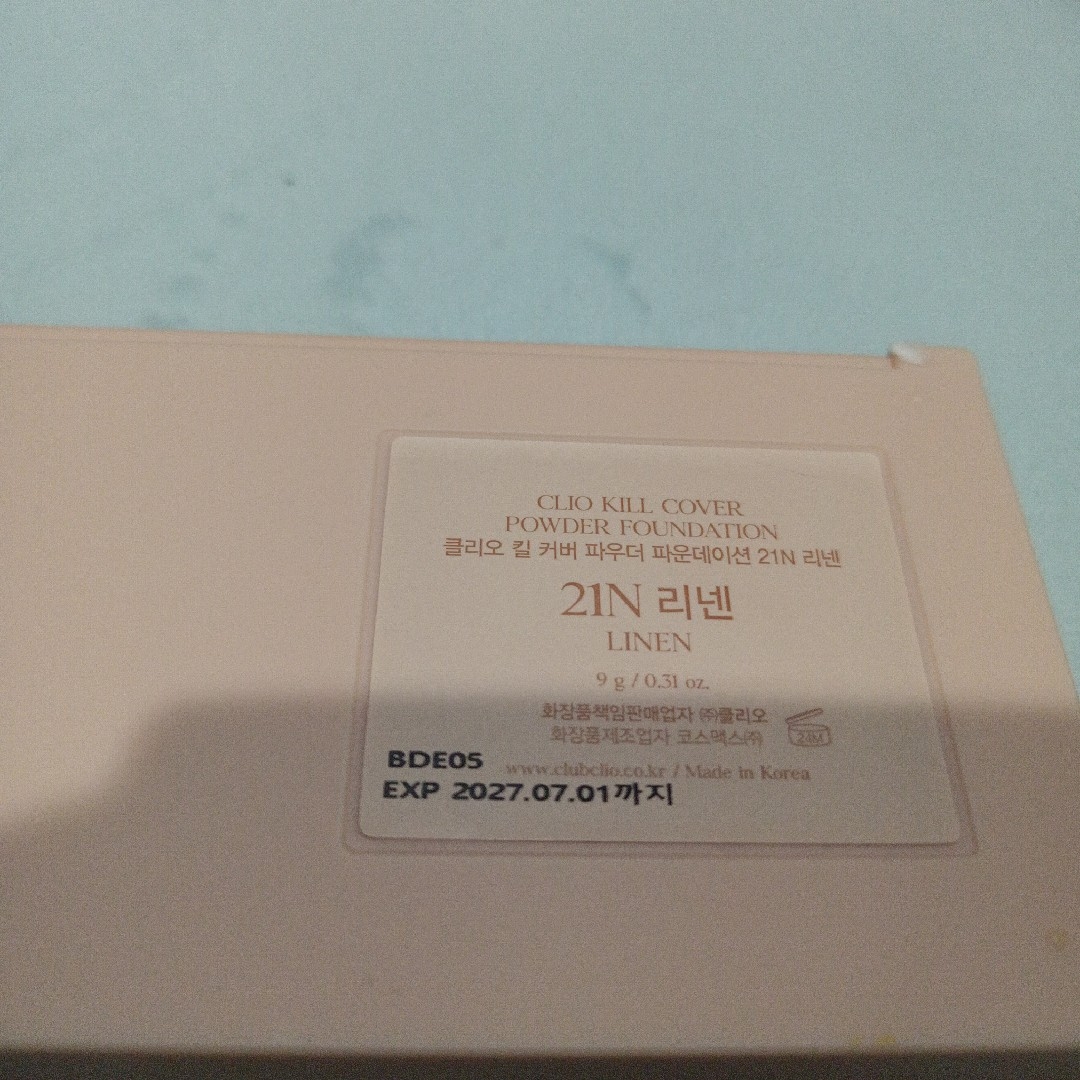 CLIO KILL COVER
POWDER FOUNDATION
클리오 킬 커버 파우더 파운데이션 21N 리넨
21N 리넨
LINEN
9 g / 0.31 oz.
화장품책임판매업자 ㈜클리오
화장품제조업자 코스맥스㈜
24M
BDE05
www.clubclio.co.kr / Made in Korea
EXP 2027.07.01까지